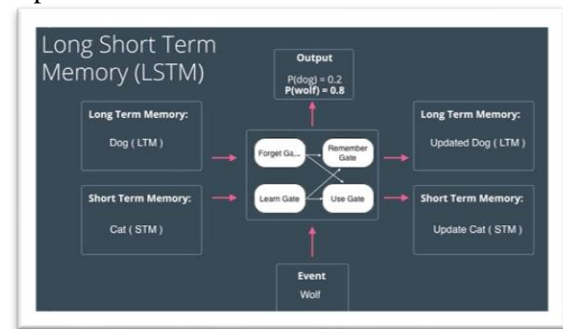 Long Short Term
Memory (LSTM)
Output
P(dog) = 0.2
P(wolf) = 0.8
Long Term Memory:
Dog ( LTM )
Forget Ga...
Remember
Gate
Long Term Memory:
Updated Dog ( LTM )
Short Term Memory:
Cat ( STM )
Learn Gate
Use Gate
Short Term Memory:
Update Cat ( STM )
Event
Wolf